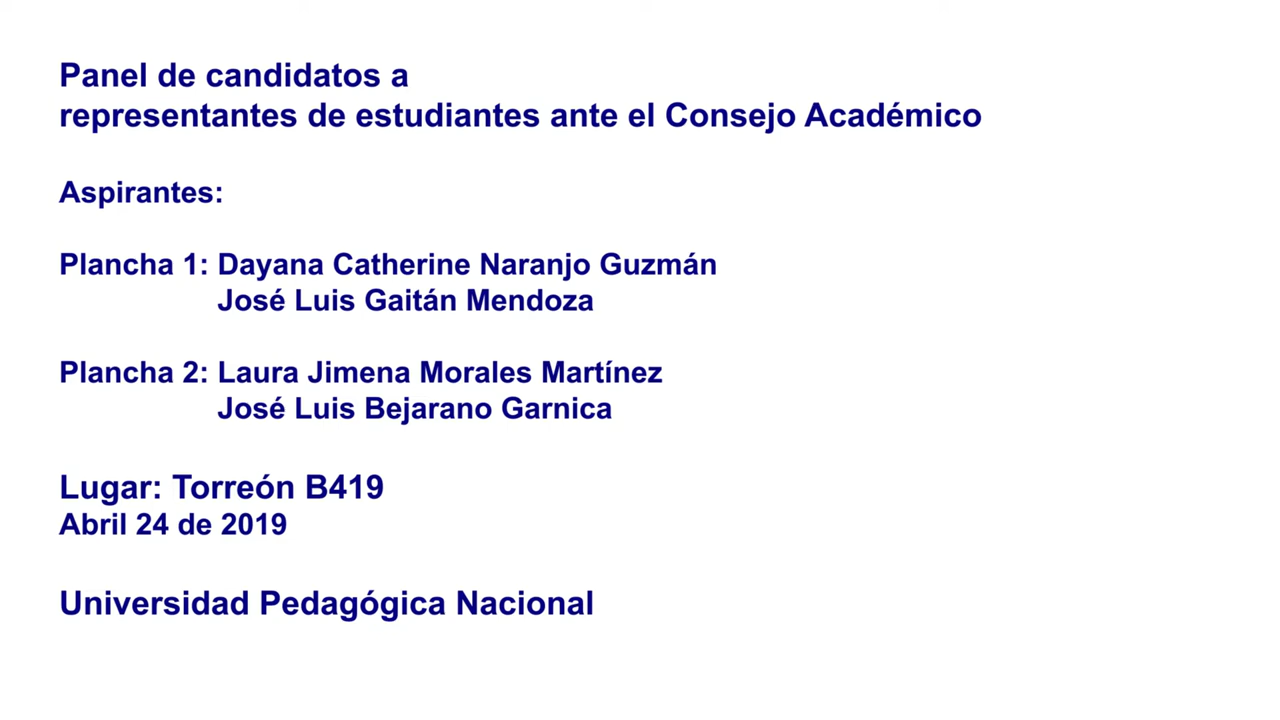 Panel de candidatos a
representantes de estudiantes ante el Consejo Académico
Aspirantes:
Plancha 1: Dayana Catherine Naranjo Guzmán
José Luis Gaitán Mendoza
Plancha 2: Laura Jimena Morales Martínez
José Luis Bejarano Garnica
Lugar: Torreón B419
Abril 24 de 2019
Universidad Pedagógica Nacional